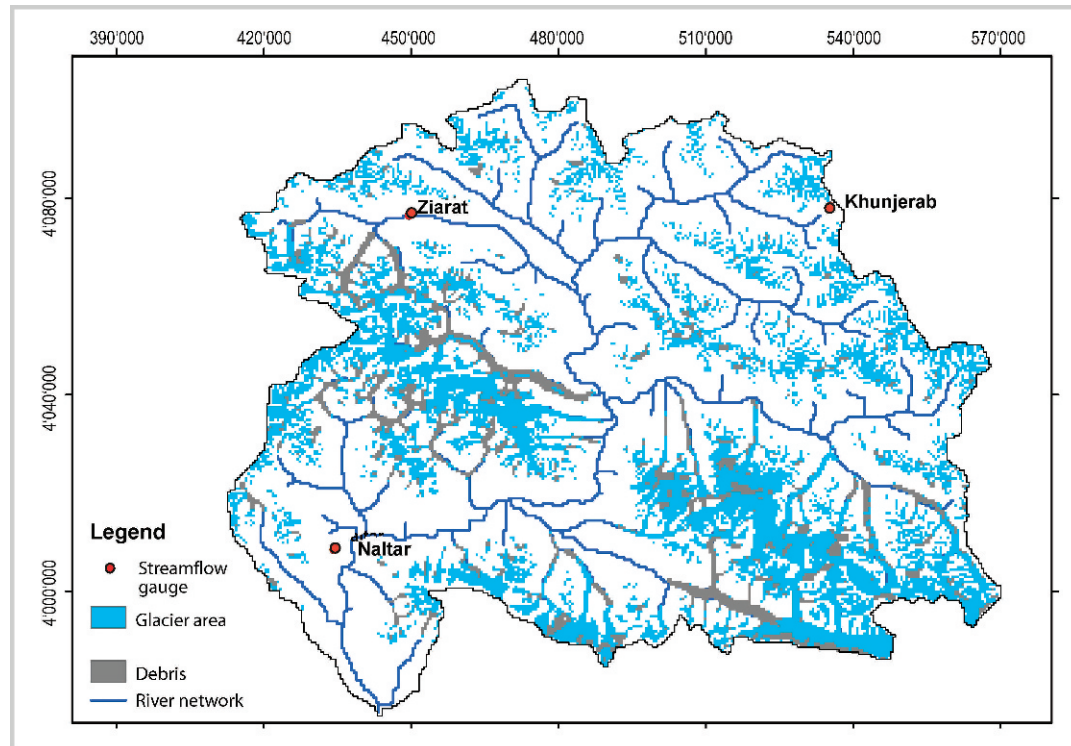 390'000 420'000 450'000 480'000 510'000 540'000 570'000
4'080'000
4'040'000
4'000'000
Ziarat
Khunjerab
Naltar
Legend
Streamflow
gauge
Glacier area
Debris
River network